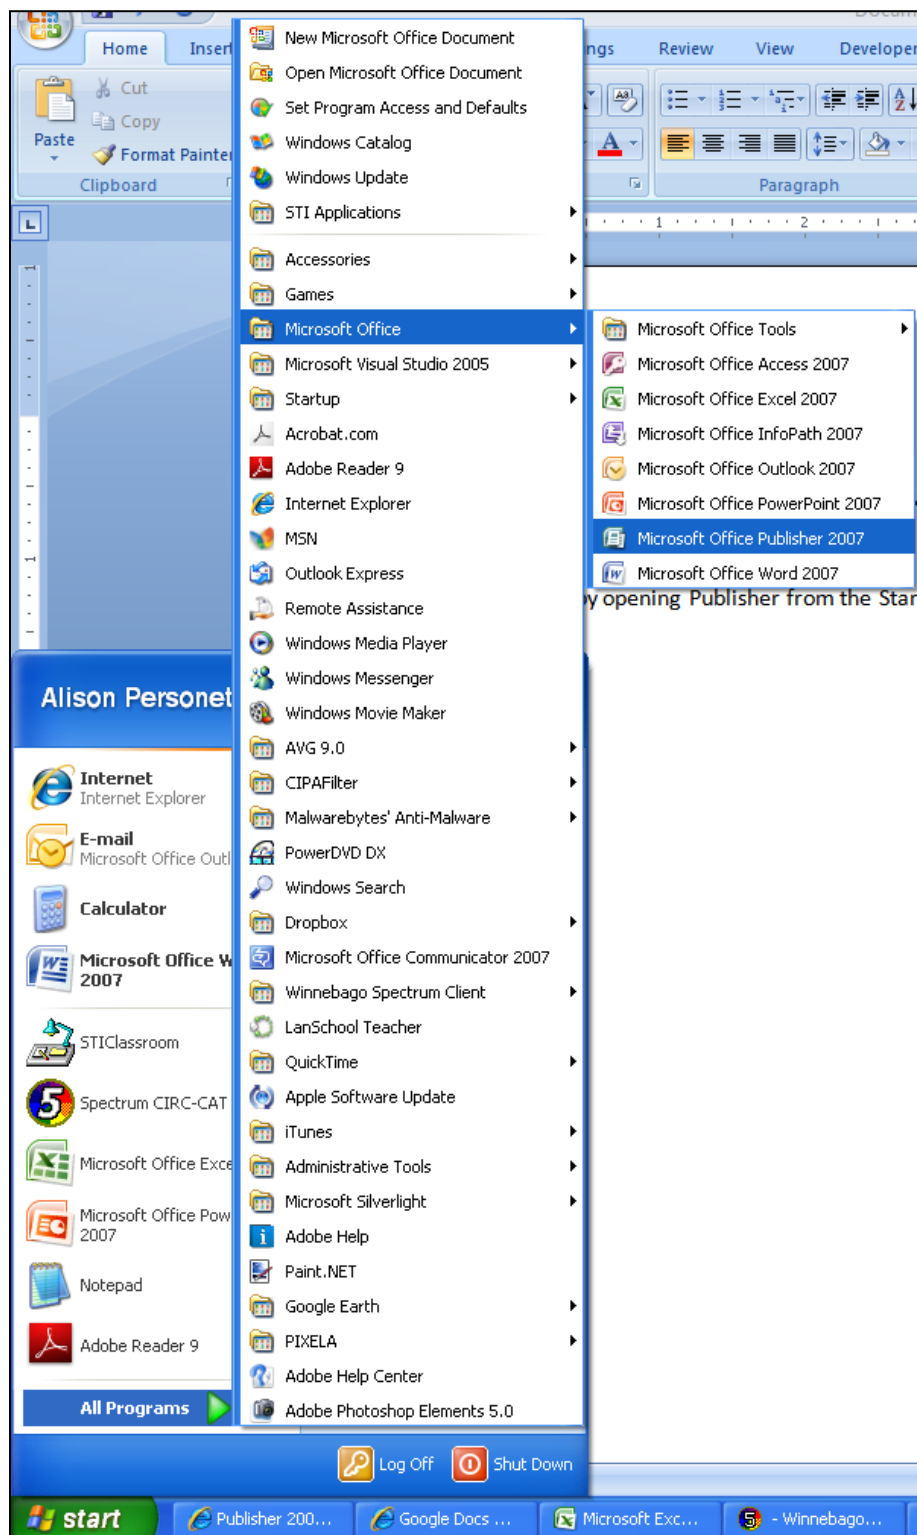 Home Insert ngs Review View Developer
Cut
Copy
Paste
Format Painter
Clipboard Paragraph
1 2
1
1
New Microsoft Office Document
Open Microsoft Office Document
Set Program Access and Defaults
Windows Catalog
Windows Update
STI Applications
Accessories
Games
Microsoft Office
Microsoft Visual Studio 2005
Startup
Acrobat.com
Adobe Reader 9
Internet Explorer
MSN
Outlook Express
Remote Assistance
Windows Media Player
Windows Messenger
Windows Movie Maker
AVG 9.0
CIPAFilter
Malwarebytes' Anti-Malware
PowerDVD DX
Windows Search
Dropbox
Microsoft Office Communicator 2007
Winnebago Spectrum Client
LanSchool Teacher
QuickTime
Apple Software Update
iTunes
Administrative Tools
Microsoft Silverlight
Adobe Help
Paint.NET
Google Earth
PIXELA
Adobe Help Center
Adobe Photoshop Elements 5.0
Microsoft Office Tools
Microsoft Office Access 2007
Microsoft Office Excel 2007
Microsoft Office InfoPath 2007
Microsoft Office Outlook 2007
Microsoft Office PowerPoint 2007
Microsoft Office Publisher 2007
Microsoft Office Word 2007
y opening Publisher from the Star
Alison Personet
Internet
Internet Explorer
E-mail
Microsoft Office Outl
Calculator
Microsoft Office W
2007
STIClassroom
Spectrum CIRC-CAT
Microsoft Office Exce
Microsoft Office Pow
2007
Notepad
Adobe Reader 9
All Programs
Log Off Shut Down
start Publisher 200... Google Docs ... Microsoft Exc... - Winnebago...